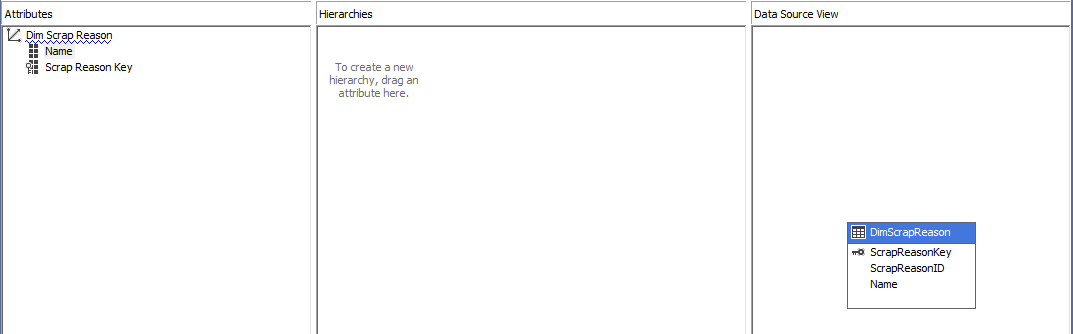 Attributes
Dim Scrap Reason
Name
Scrap Reason Key
Hierarchies
To create a new
hierarchy, drag an
attribute here.
Data Source View
DimScrapReason
ScrapReasonKey
ScrapReasonID
Name